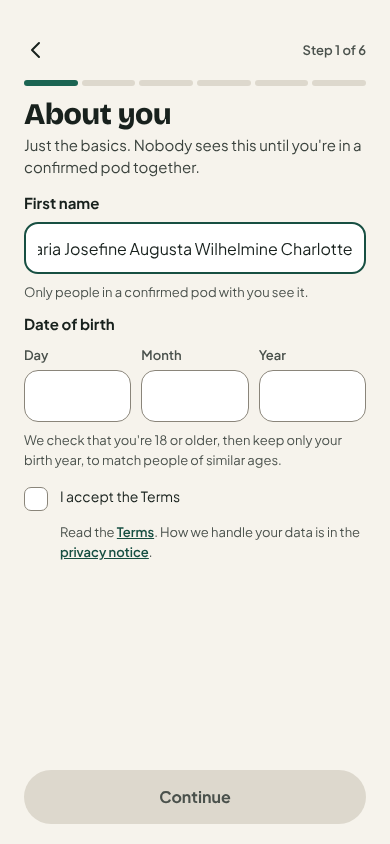 Step 1 of 6
About you
Just the basics. Nobody sees this until you're in a
confirmed pod together.
First name
aria Josefine Augusta Wilhelmine Charlotte
Only people in a confirmed pod with you see it.
Date of birth
Day Month Year
We check that you're 18 or older, then keep only your
birth year, to match people of similar ages.
I accept the Terms
Read the Terms. How we handle your data is in the
privacy notice.
Continue